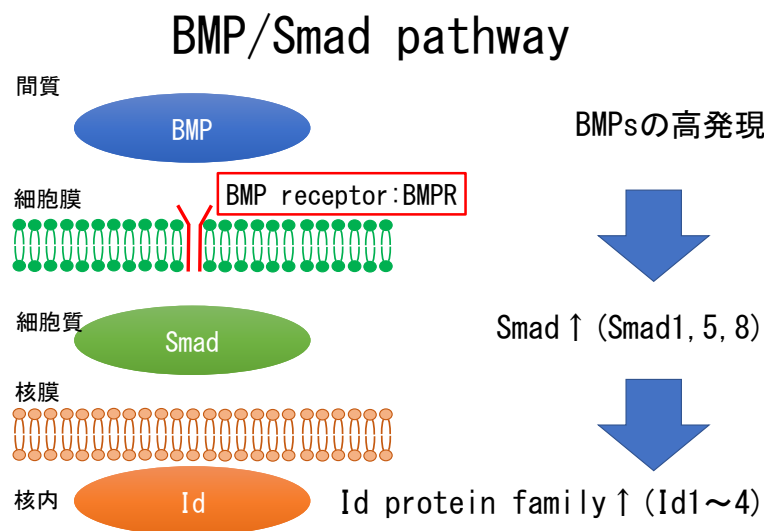 BMP/Smad pathway
間質
BMP
BMPsの高発現
細胞膜
BMP receptor:BMPR
細胞質
Smad
Smad↑(Smad1,5,8)
核膜
核内
Id
Id protein family↑(Id1～4)